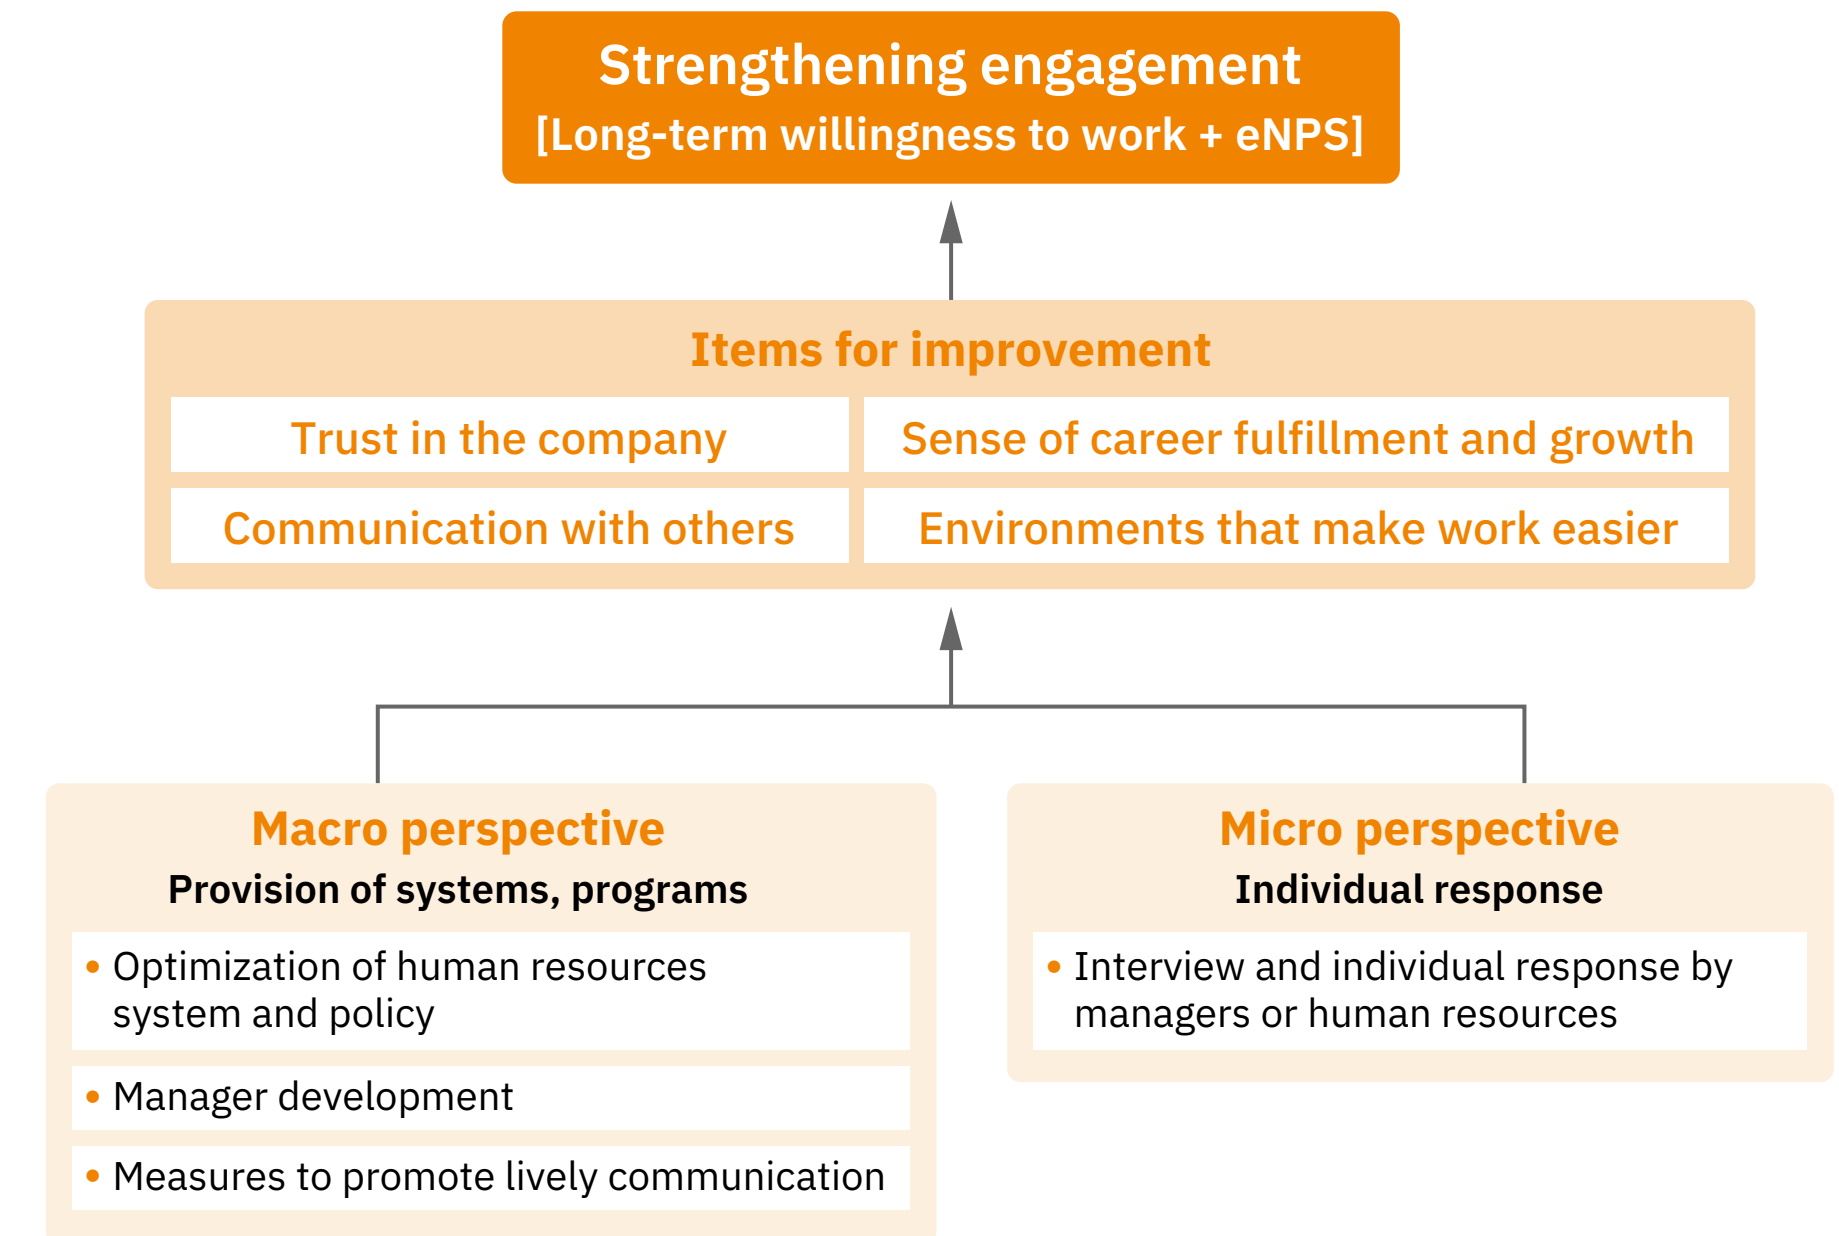 Strengthening engagement
[Long-term willingness to work + eNPS]
Items for improvement
Trust in the company
Sense of career fulfillment and growth
Communication with others
Environments that make work easier
Macro perspective
Provision of systems, programs
• Optimization of human resources
system and policy
• Manager development
• Measures to promote lively communication
Micro perspective
Individual response
• Interview and individual response by
managers or human resources